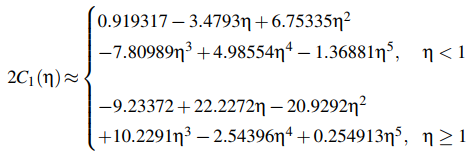 0.919317 − 3.4793η + 6.75335η²
2C₁(η) ≈ { −7.80989η³ + 4.98554η⁴ − 1.36881η⁵, η < 1
−9.23372 + 22.2272η − 20.9292η²
+10.2291η³ − 2.54396η⁴ + 0.254913η⁵, η ≥ 1